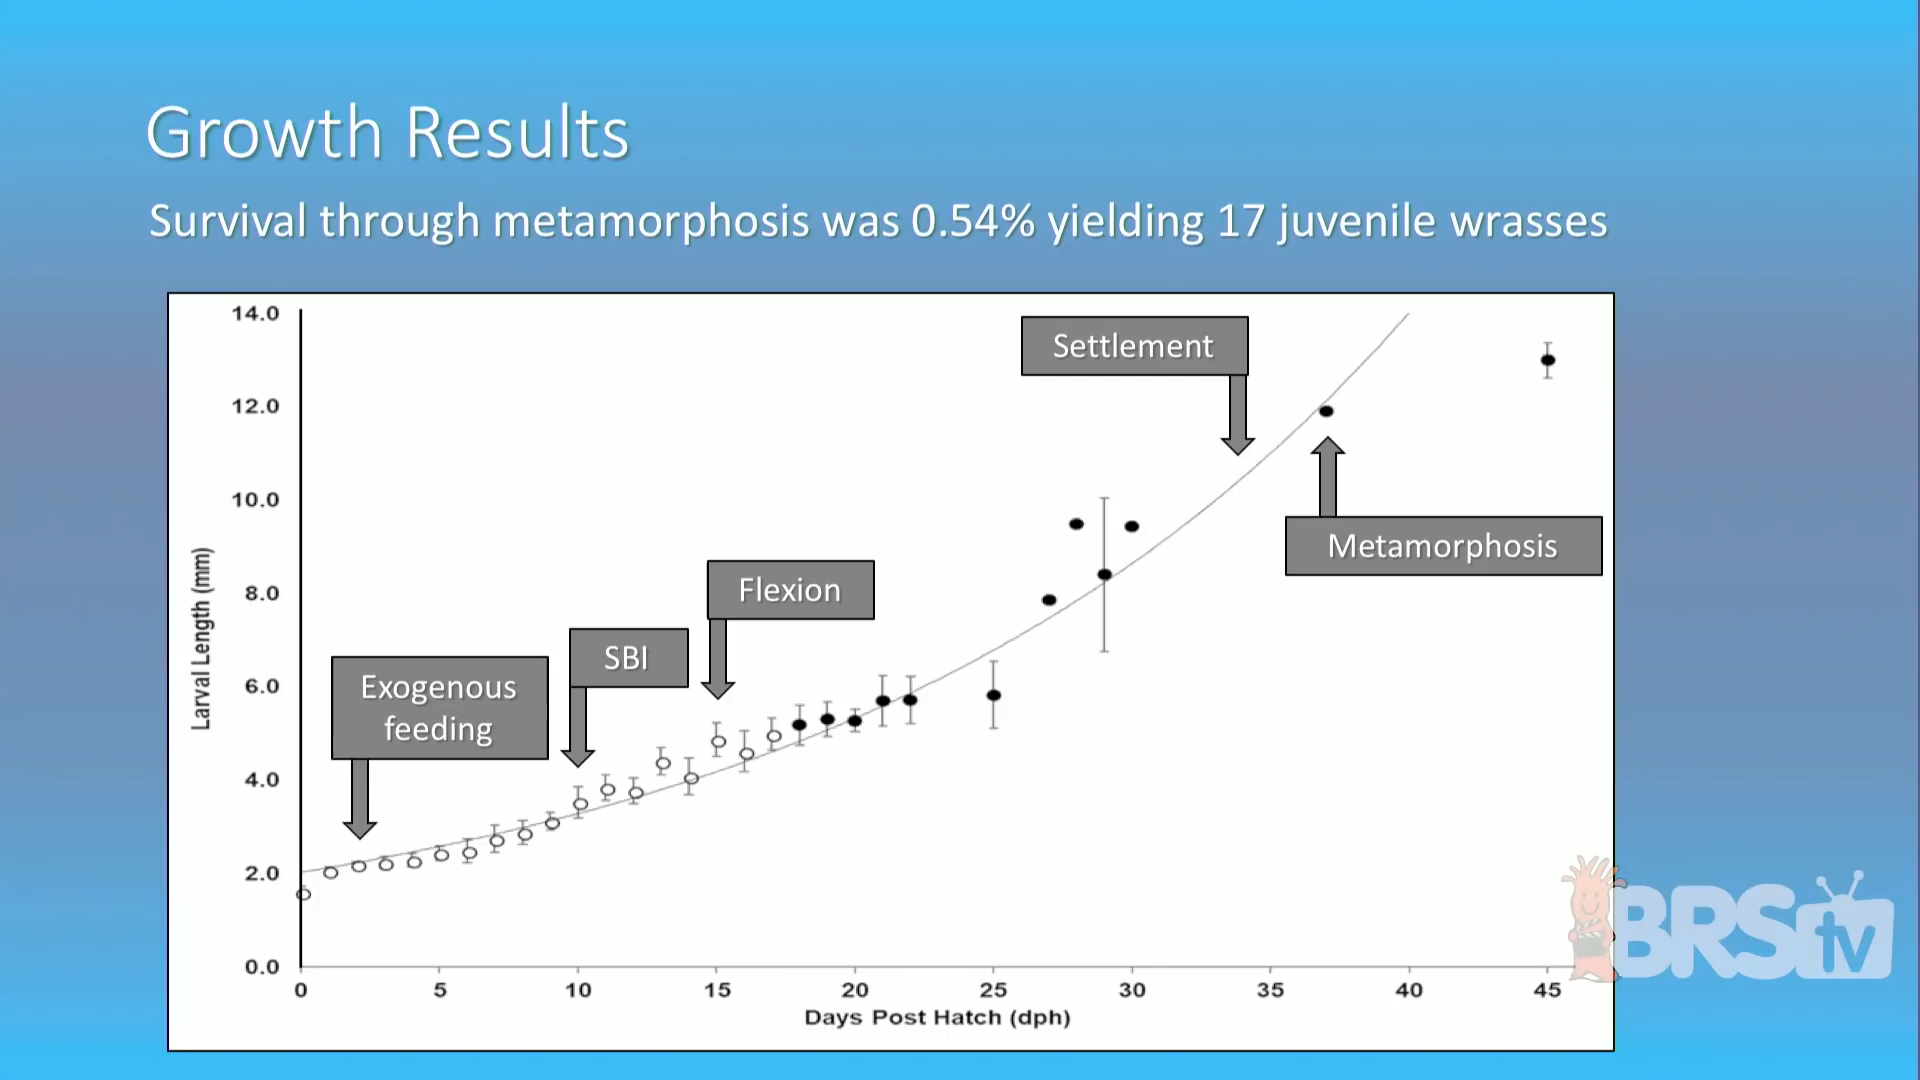 Growth Results
Survival through metamorphosis was 0.54% yielding 17 juvenile wrasses
14.0
12.0
10.0
8.0
6.0
4.0
2.0
0.0
Larval Length (mm)
Settlement
Metamorphosis
Flexion
SBI
Exogenous
feeding
0 5 10 15 20 25 30 35 40 45
Days Post Hatch (dph)
BRS tv